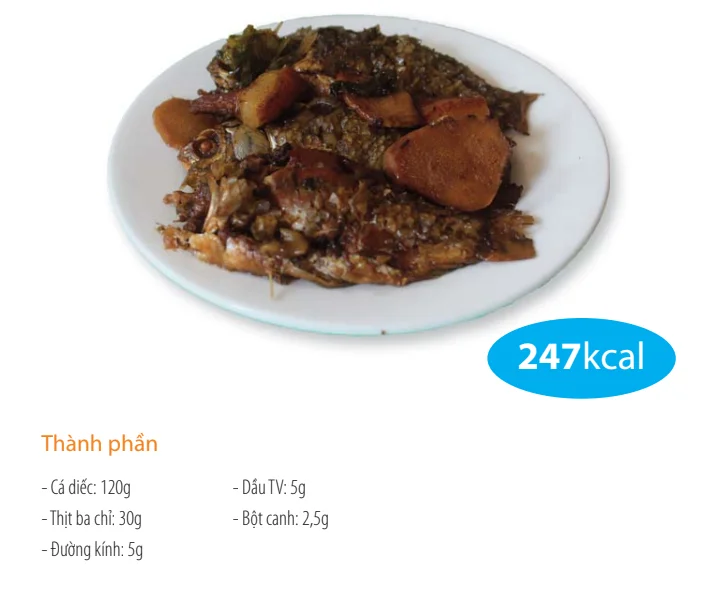 247kcal
Thành phần
- Cá diếc: 120g
- Thịt ba chỉ: 30g
- Đường kính: 5g
- Dầu TV: 5g
- Bột canh: 2,5g